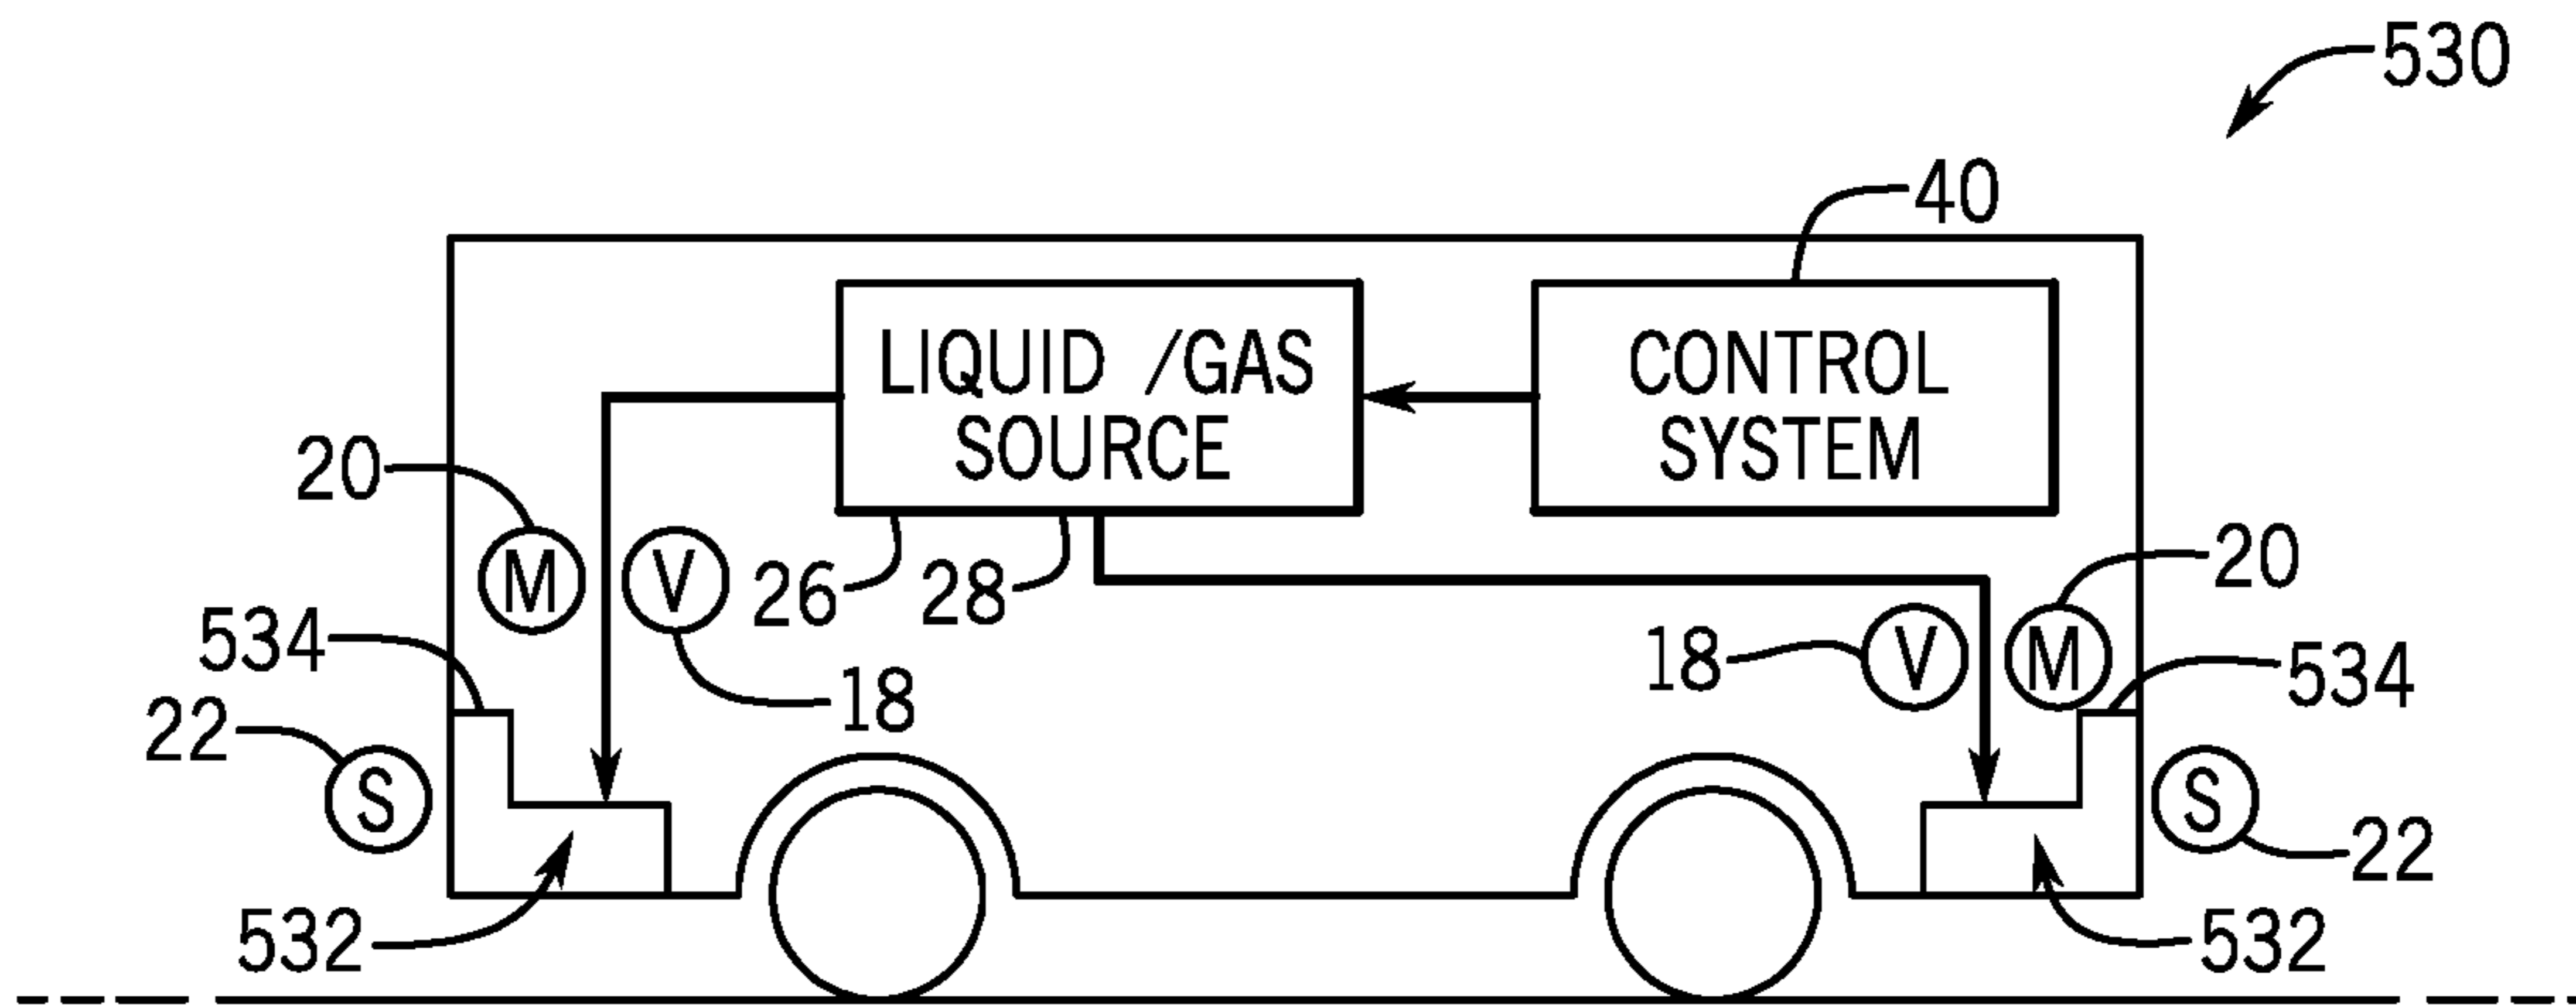 530
40
LIQUID /GAS
SOURCE
CONTROL
SYSTEM
20
M
V
26
28
20
534
18
18
V
M
534
22
S
S
22
532
532